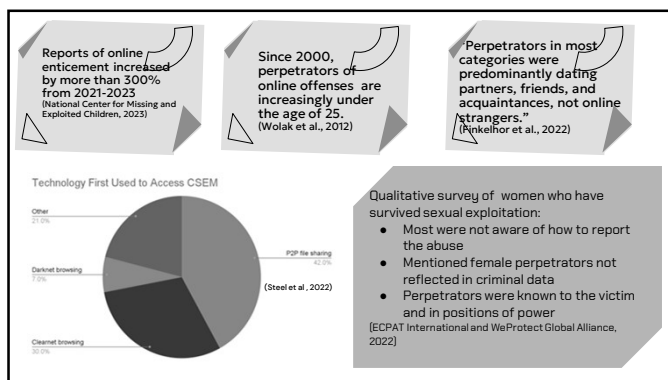 Reports of online
enticement increased
by more than 300%
from 2021-2023
(National Center for Missing and
Exploited Children, 2023)
Since 2000,
perpetrators of
online offenses are
increasingly under
the age of 25.
(Wolak et al., 2012)
"Perpetrators in most
categories were
predominantly dating
partners, friends, and
acquaintances, not online
strangers."
(Finkelhor et al., 2022)
Technology First Used to Access CSEM
Other
21.0%
Darknet browsing
7.0%
Clearnet browsing
30.0%
P2P file sharing
42.0%
(Steel et al , 2022)
Qualitative survey of women who have
survived sexual exploitation:
● Most were not aware of how to report
the abuse
● Mentioned female perpetrators not
reflected in criminal data
● Perpetrators were known to the victim
and in positions of power
(ECPAT International and WeProtect Global Alliance,
2022)